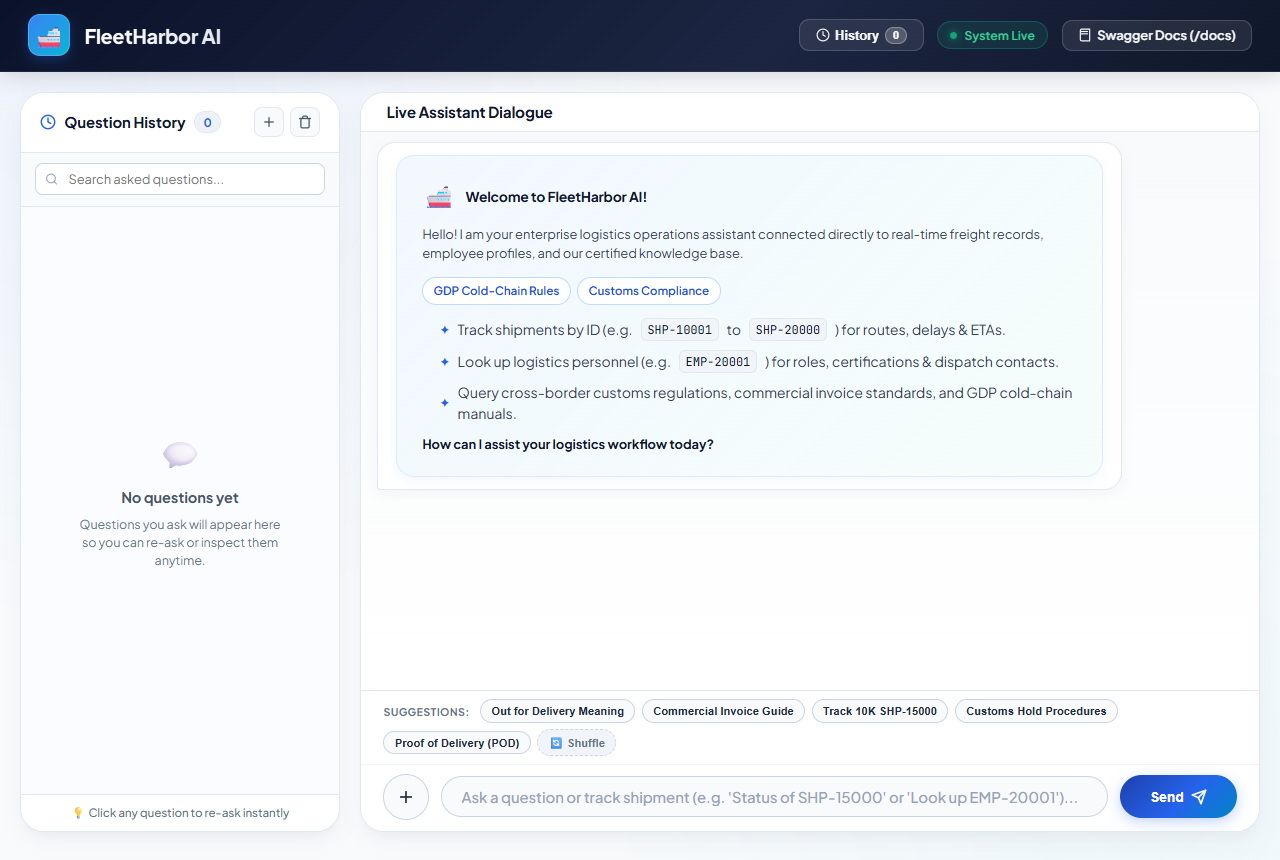 FleetHarbor AI
History 0
System Live
Swagger Docs (/docs)
Question History 0
Search asked questions...
No questions yet
Questions you ask will appear here
so you can re-ask or inspect them
anytime.
Click any question to re-ask instantly
Live Assistant Dialogue
Welcome to FleetHarbor AI!
Hello! I am your enterprise logistics operations assistant connected directly to real-time freight records,
employee profiles, and our certified knowledge base.
GDP Cold-Chain Rules
Customs Compliance
Track shipments by ID (e.g. SHP-10001 to SHP-20000 ) for routes, delays & ETAs.
Look up logistics personnel (e.g. EMP-20001 ) for roles, certifications & dispatch contacts.
Query cross-border customs regulations, commercial invoice standards, and GDP cold-chain
manuals.
How can I assist your logistics workflow today?
SUGGESTIONS: Out for Delivery Meaning Commercial Invoice Guide Track 10K SHP-15000 Customs Hold Procedures
Proof of Delivery (POD) Shuffle
Ask a question or track shipment (e.g. 'Status of SHP-15000' or 'Look up EMP-20001')...
Send